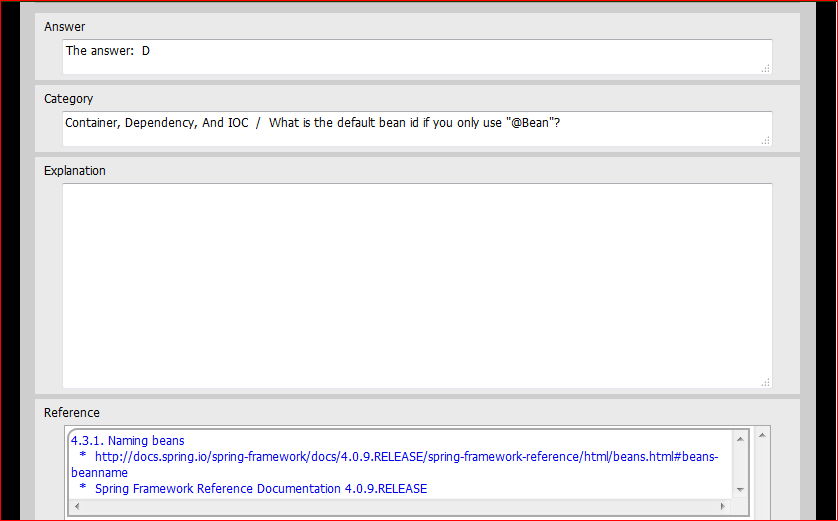 Answer
The answer:  D
Category
Container, Dependency, And IOC  /  What is the default bean id if you only use "@Bean"?
Explanation
Reference
4.3.1. Naming beans
*  http://docs.spring.io/spring-framework/docs/4.0.9.RELEASE/spring-framework-reference/html/beans.html#beans-
beanname
*  Spring Framework Reference Documentation 4.0.9.RELEASE